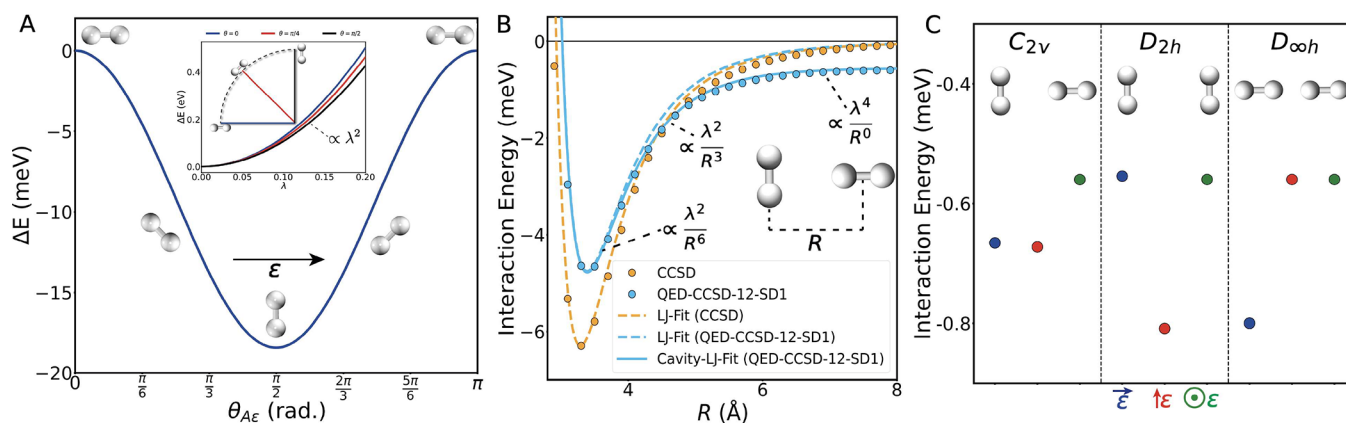 A
ΔE (meV)
0
−5
−10
−15
−20
0
π/6
π/3
π/2
2π/3
5π/6
π
θAε (rad.)
ε
θ = 0
θ = π/4
θ = π/2
ΔE (eV)
0.4
0.2
0.0
0.00
0.05
0.10
0.15
0.20
λ
∝ λ²
B
Interaction Energy (meV)
0
−2
−4
−6
4
5
6
7
8
R (Å)
∝ λ²/R³
∝ λ⁴/R⁰
∝ λ²/R⁶
R
CCSD
QED-CCSD-12-SD1
LJ-Fit (CCSD)
LJ-Fit (QED-CCSD-12-SD1)
Cavity-LJ-Fit (QED-CCSD-12-SD1)
C
Interaction Energy (meV)
−0.4
−0.6
−0.8
C2v
D2h
D∞h
ε
ε
ε